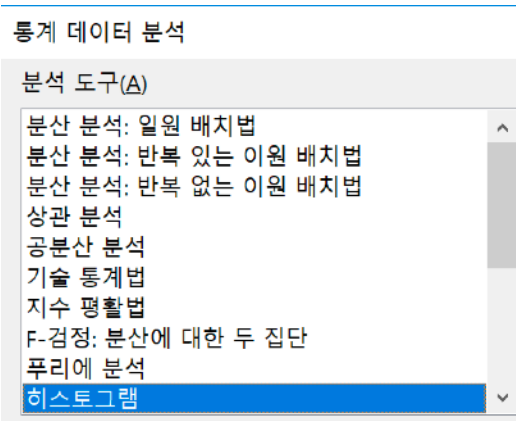 통계 데이터 분석
분석 도구(A)
분산 분석: 일원 배치법
분산 분석: 반복 있는 이원 배치법
분산 분석: 반복 없는 이원 배치법
상관 분석
공분산 분석
기술 통계법
지수 평활법
F-검정: 분산에 대한 두 집단
푸리에 분석
히스토그램